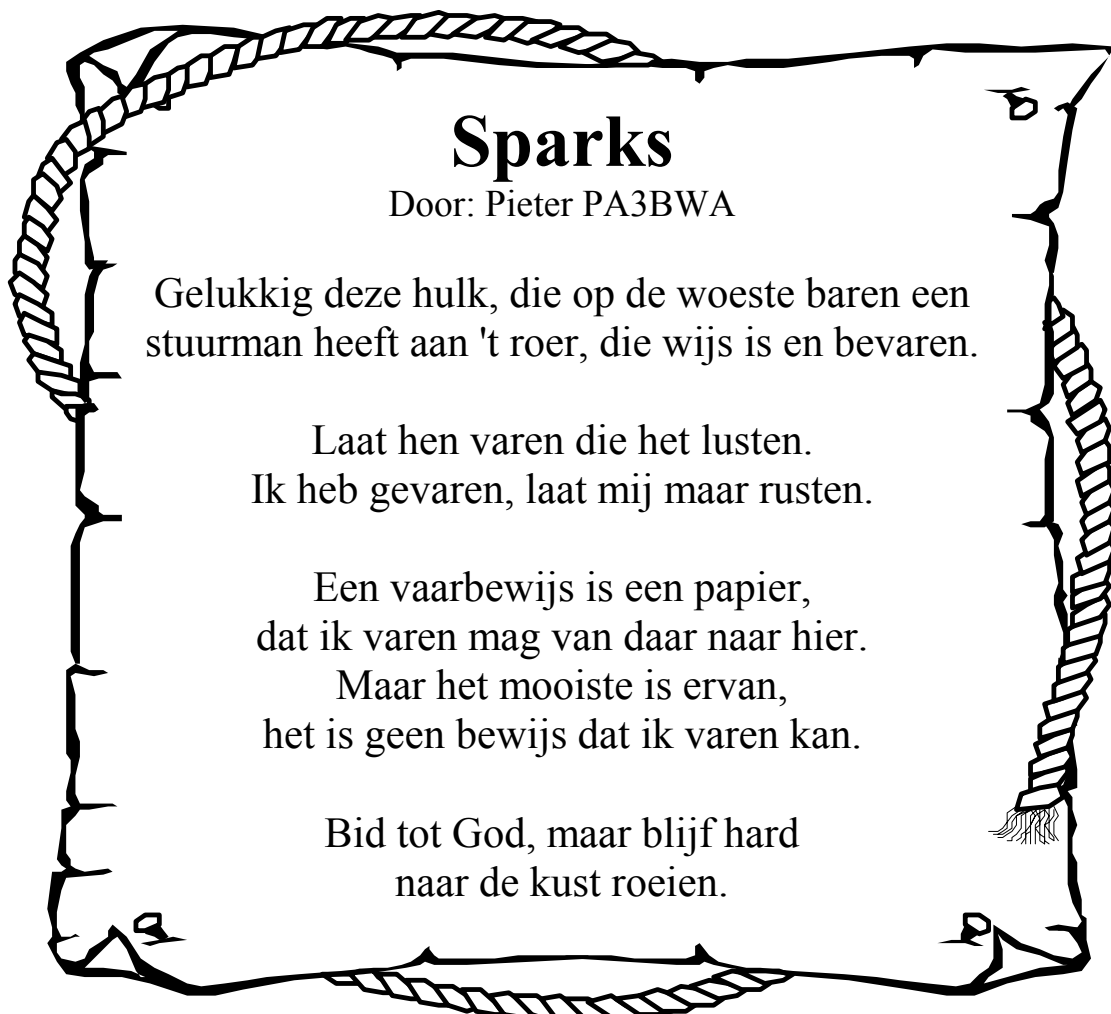 Sparks
Door: Pieter PA3BWA
Gelukkig deze hulk, die op de woeste baren een
stuurman heeft aan 't roer, die wijs is en bevaren.
Laat hen varen die het lusten.
Ik heb gevaren, laat mij maar rusten.
Een vaarbewijs is een papier,
dat ik varen mag van daar naar hier.
Maar het mooiste is ervan,
het is geen bewijs dat ik varen kan.
Bid tot God, maar blijf hard
naar de kust roeien.